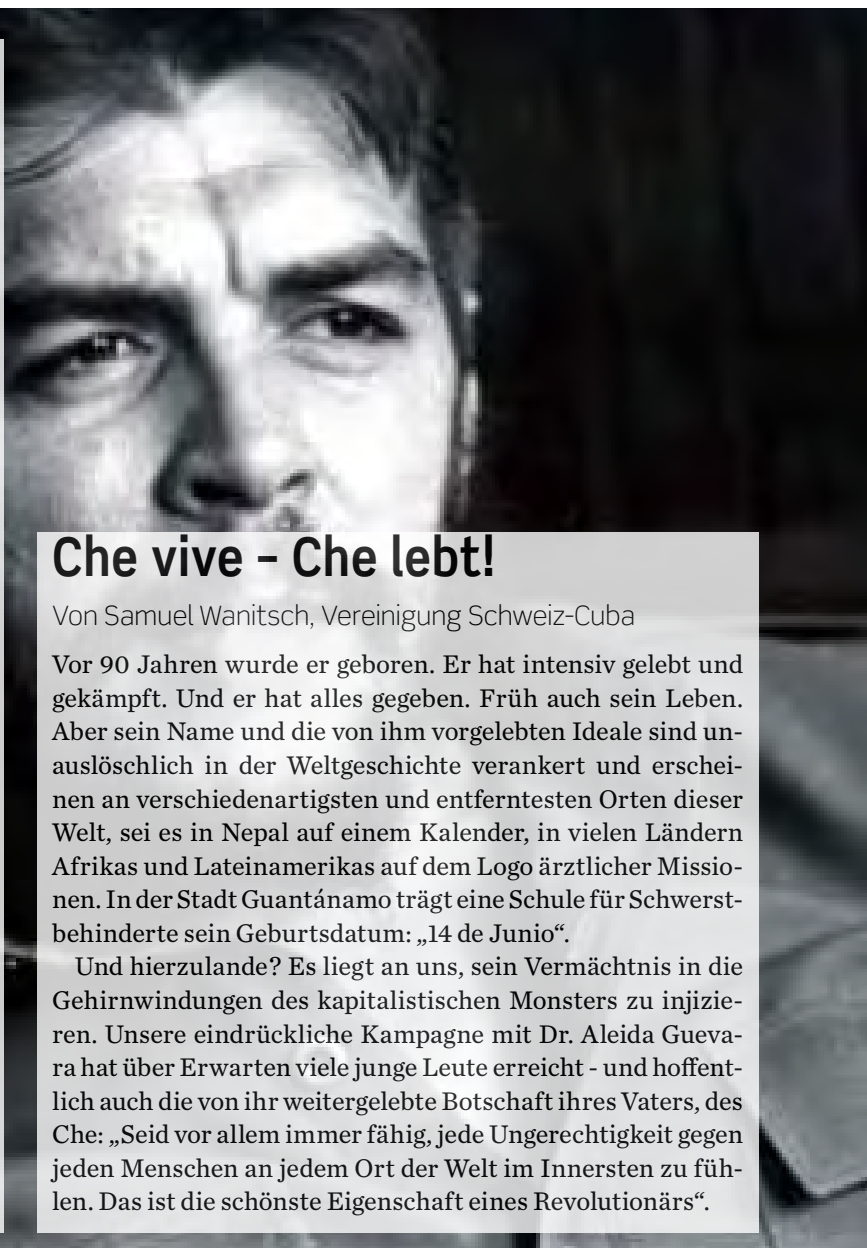 Che vive – Che lebt!
Von Samuel Wanitsch, Vereinigung Schweiz-Cuba
Vor 90 Jahren wurde er geboren. Er hat intensiv gelebt und
gekämpft. Und er hat alles gegeben. Früh auch sein Leben.
Aber sein Name und die von ihm vorgelebten Ideale sind un-
auslöschlich in der Weltgeschichte verankert und erschei-
nen an verschiedenartigsten und entferntesten Orten dieser
Welt, sei es in Nepal auf einem Kalender, in vielen Ländern
Afrikas und Lateinamerikas auf dem Logo ärztlicher Missio-
nen. In der Stadt Guantánamo trägt eine Schule für Schwerst-
behinderte sein Geburtsdatum: „14 de Junio“.
Und hierzulande? Es liegt an uns, sein Vermächtnis in die
Gehirnwindungen des kapitalistischen Monsters zu injizie-
ren. Unsere eindrückliche Kampagne mit Dr. Aleida Gueva-
ra hat über Erwarten viele junge Leute erreicht - und hoffent-
lich auch die von ihr weitergelebte Botschaft ihres Vaters, des
Che: „Seid vor allem immer fähig, jede Ungerechtigkeit gegen
jeden Menschen an jedem Ort der Welt im Innersten zu füh-
len. Das ist die schönste Eigenschaft eines Revolutionärs“.